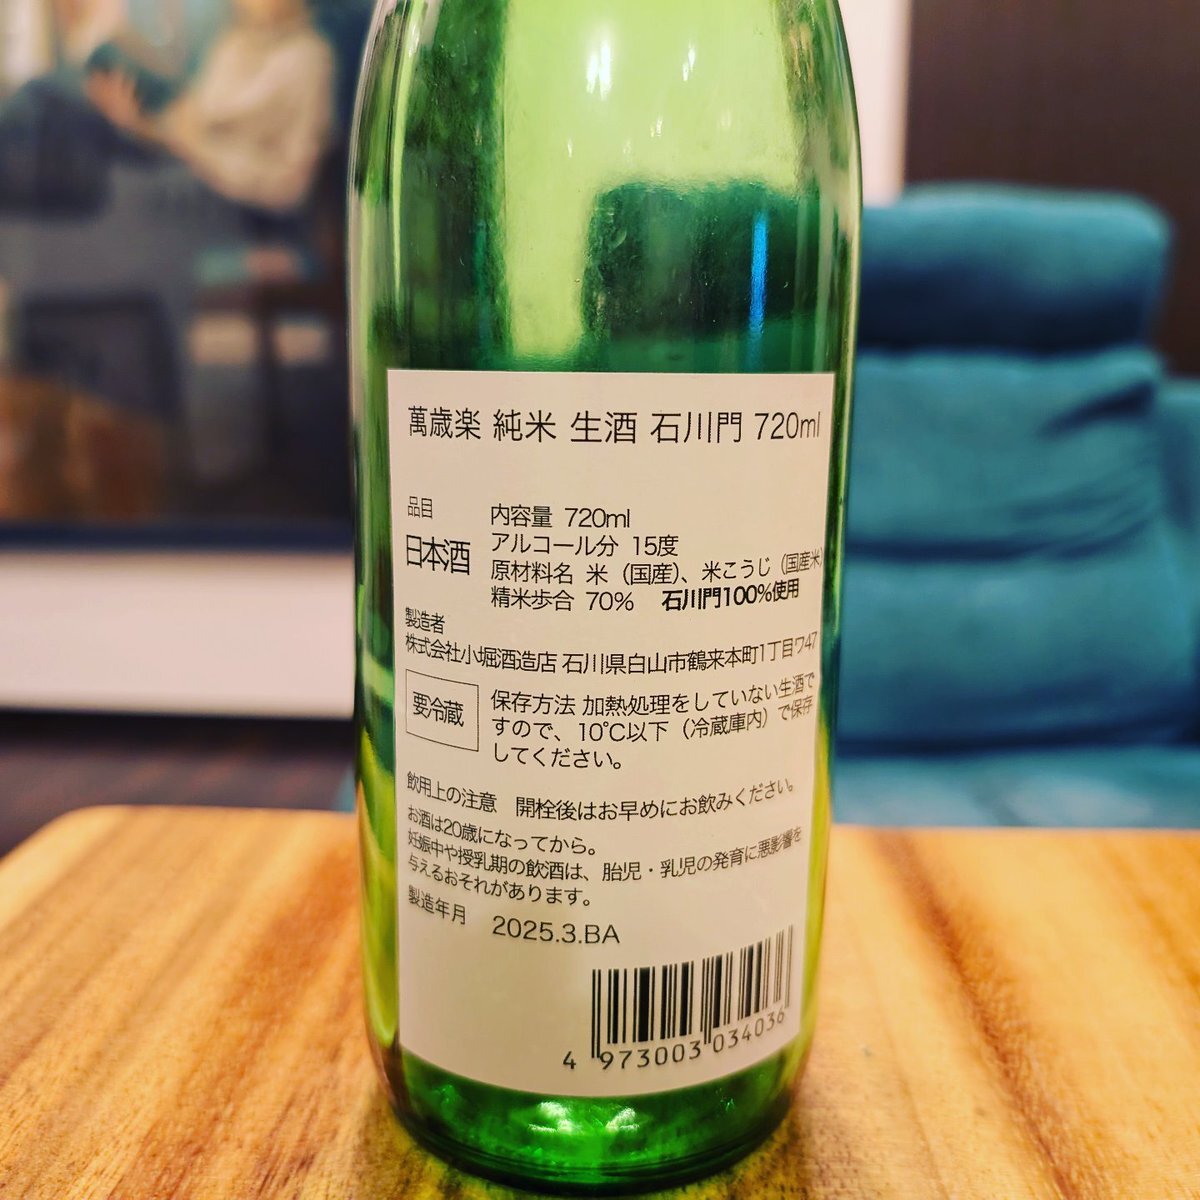 萬歳楽 純米 生酒 石川門 720ml
品目
日本酒
内容量 720ml
アルコール分 15度
原材料名 米（国産）、米こうじ（国産米）
精米歩合 70% 石川門100%使用
製造者
株式会社小堀酒造店 石川県白山市鶴来本町1丁目ワ47
要冷蔵
保存方法 加熱処理をしていない生酒で
すので、10℃以下（冷蔵庫内）で保存
してください。
飲用上の注意 開栓後はお早めにお飲みください。
お酒は20歳になってから。
妊娠中や授乳期の飲酒は、胎児・乳児の発育に悪影響を
与えるおそれがあります。
製造年月 2025.3.BA
4 973003 034036